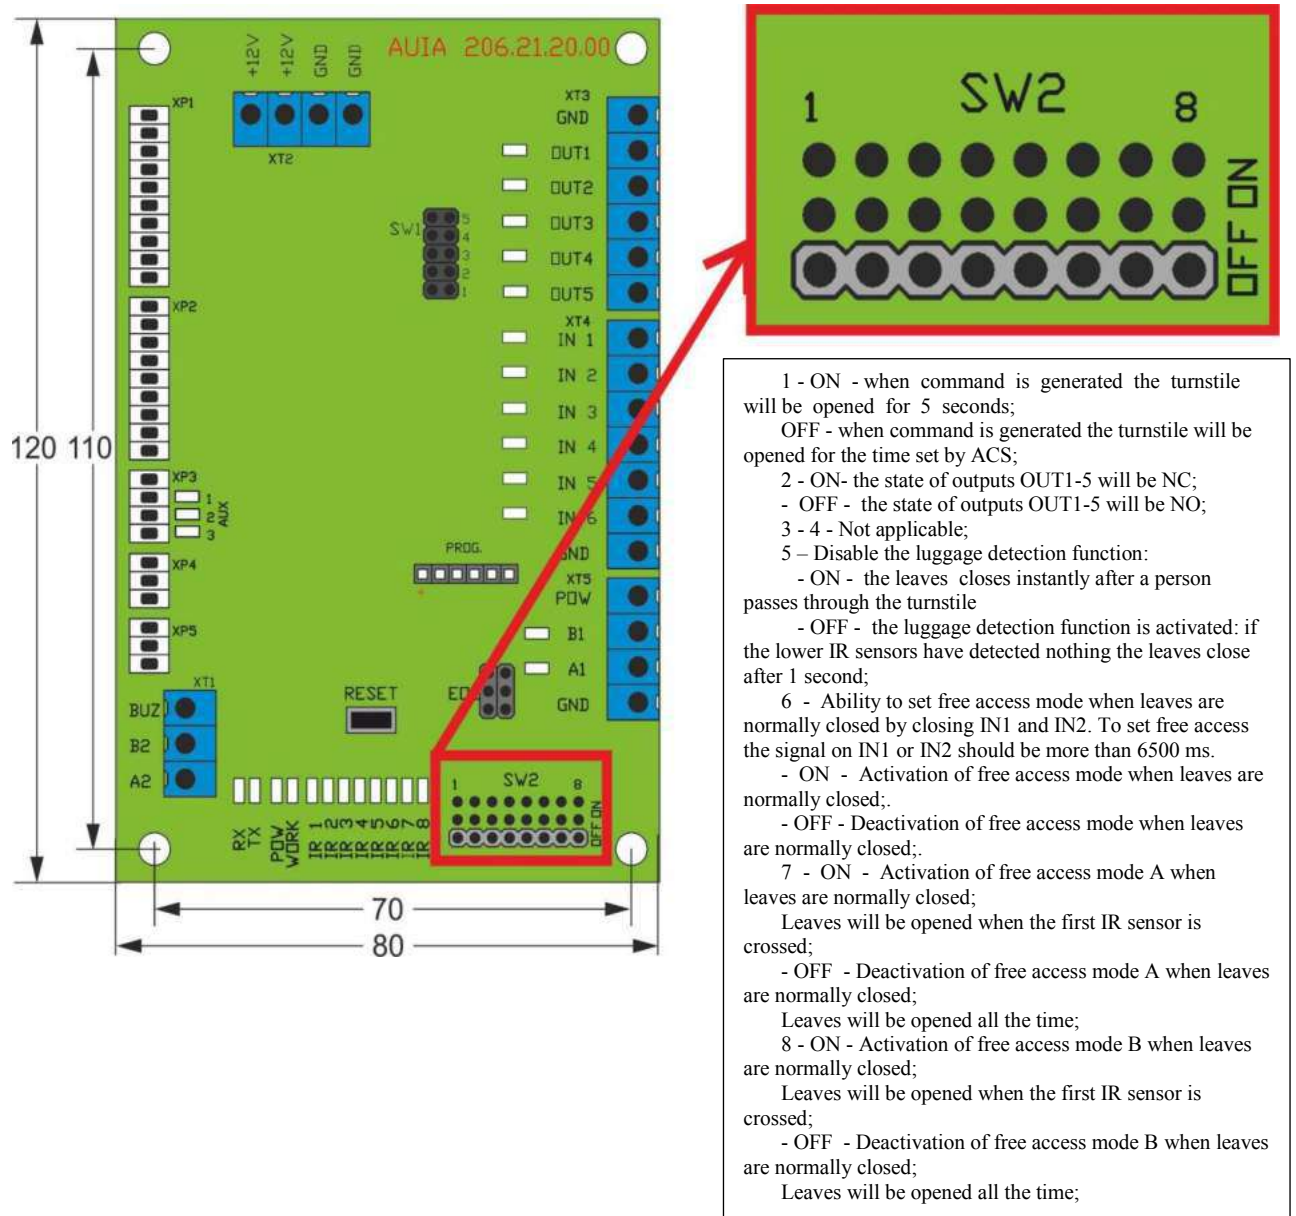 AUIA 206.21.20.00
+12V +12V GND GND
XT2
XP1
XP2
XP3
1
2
3
AUX
XP4
XP5
XT1
BUZ
B2
A2
SW1
5
4
3
2
1
XT3
GND
OUT1
OUT2
OUT3
OUT4
OUT5
XT4
IN 1
IN 2
IN 3
IN 4
IN 5
IN 6
GND
XT5
POW
B1
A1
GND
PROG.
RESET
RX
TX
POW
WORK
IR 1
IR 2
IR 3
IR 4
IR 5
IR 6
IR 7
IR 8
1 SW2 8
OFF ON
120
110
70
80
1 SW2 8
OFF ON
1 - ON - when command is generated the turnstile
will be opened for 5 seconds;
OFF - when command is generated the turnstile will be
opened for the time set by ACS;
2 - ON- the state of outputs OUT1-5 will be NC;
- OFF - the state of outputs OUT1-5 will be NO;
3 - 4 - Not applicable;
5 – Disable the luggage detection function:
- ON - the leaves closes instantly after a person
passes through the turnstile
- OFF - the luggage detection function is activated: if
the lower IR sensors have detected nothing the leaves close
after 1 second;
6 - Ability to set free access mode when leaves are
normally closed by closing IN1 and IN2. To set free access
the signal on IN1 or IN2 should be more than 6500 ms.
- ON - Activation of free access mode when leaves are
normally closed;.
- OFF - Deactivation of free access mode when leaves
are normally closed;.
7 - ON - Activation of free access mode A when
leaves are normally closed;
Leaves will be opened when the first IR sensor is
crossed;
- OFF - Deactivation of free access mode A when leaves
are normally closed;
Leaves will be opened all the time;
8 - ON - Activation of free access mode B when leaves
are normally closed;
Leaves will be opened when the first IR sensor is
crossed;
- OFF - Deactivation of free access mode B when leaves
are normally closed;
Leaves will be opened all the time;